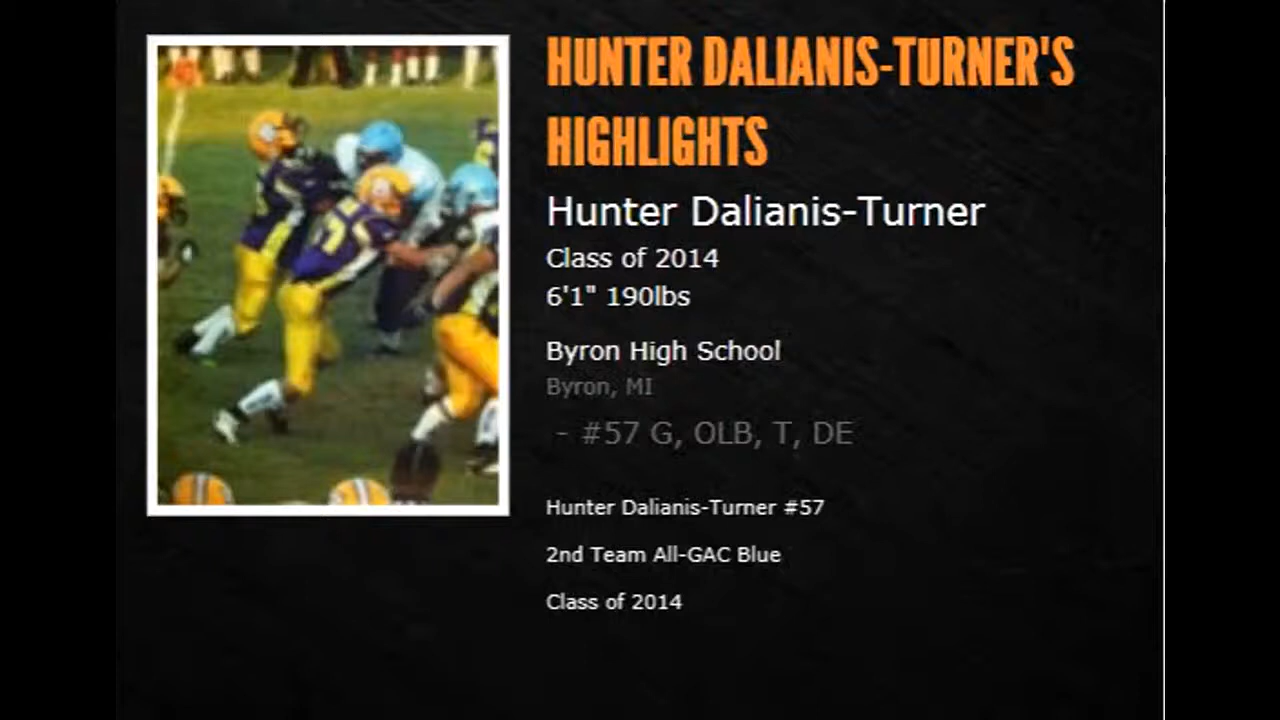 HUNTER DALIANIS-TURNER'S
HIGHLIGHTS
Hunter Dalianis-Turner
Class of 2014
6'1" 190lbs
Byron High School
Byron, MI
- #57 G, OLB, T, DE
Hunter Dalianis-Turner #57
2nd Team All-GAC Blue
Class of 2014